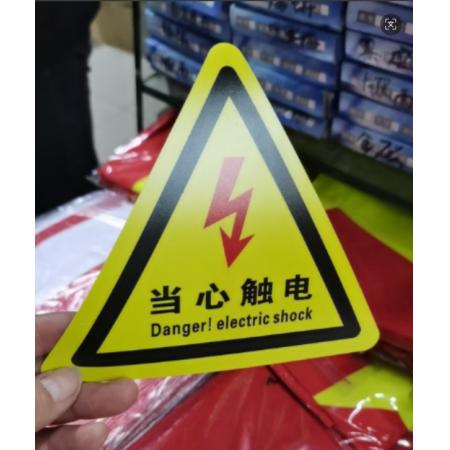 当心触电
Danger! electric shock